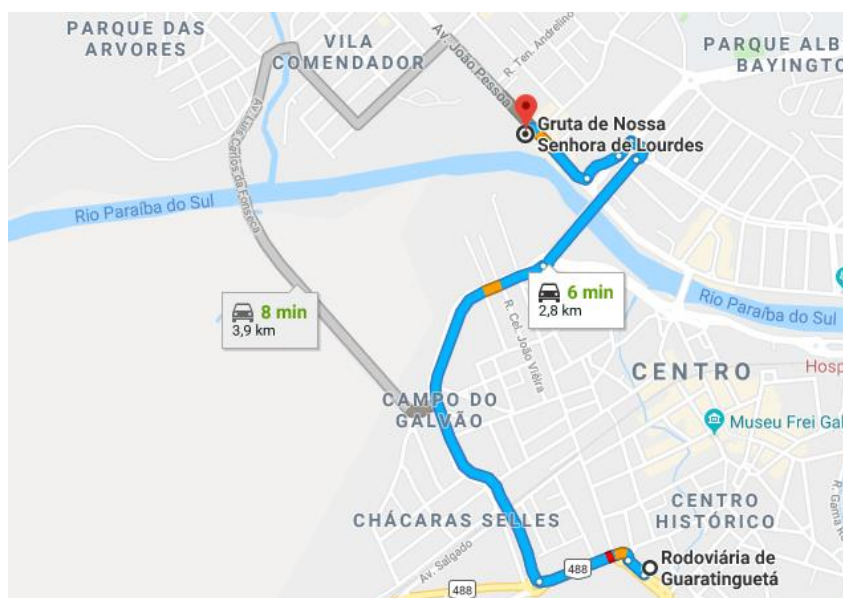 PARQUE DAS
ARVORES
VILA
COMENDADOR
Av. João Pessoa
R. Ten. Andrelino
PARQUE ALB
BAYINGTO
Gruta de Nossa
Senhora de Lourdes
Av. Luis Carlos da Fonseca
Rio Paraíba do Sul
8 min
3,9 km
6 min
2,8 km
Rio Paraíba do Sul
R. Cel. João Vieira
CENTRO
Hosp
CAMPO DO
GALVÃO
Museu Frei Gal
CHÁCARAS SELLES
CENTRO
HISTÓRICO
R. Gama Ro
Av. Salgado
488
Rodoviária de
Guaratinguetá
488